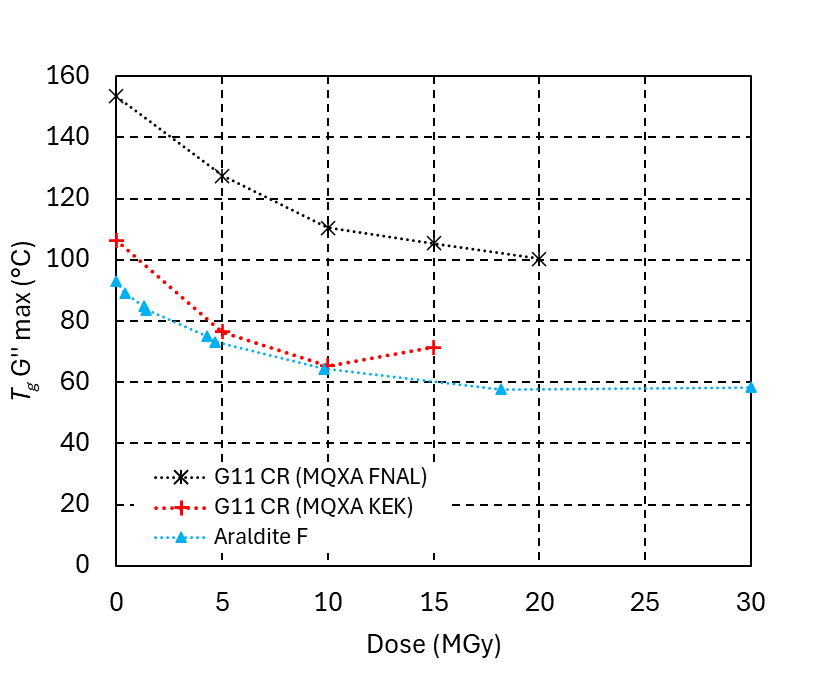 160
140
120
100
80
60
40
20
0
T_g G'' max (°C)
G11 CR (MQXA FNAL)
G11 CR (MQXA KEK)
Araldite F
0 5 10 15 20 25 30
Dose (MGy)